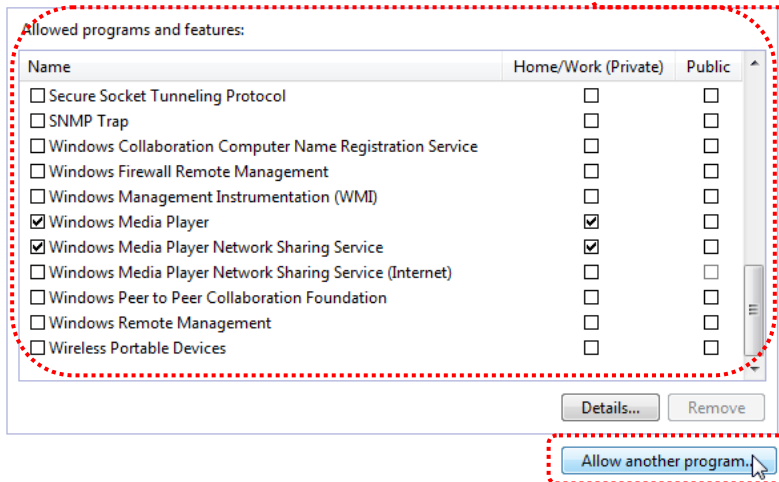 Allowed programs and features:
Name Home/Work (Private) Public
Secure Socket Tunneling Protocol
SNMP Trap
Windows Collaboration Computer Name Registration Service
Windows Firewall Remote Management
Windows Management Instrumentation (WMI)
Windows Media Player
Windows Media Player Network Sharing Service
Windows Media Player Network Sharing Service (Internet)
Windows Peer to Peer Collaboration Foundation
Windows Remote Management
Wireless Portable Devices
Details... Remove
Allow another program...